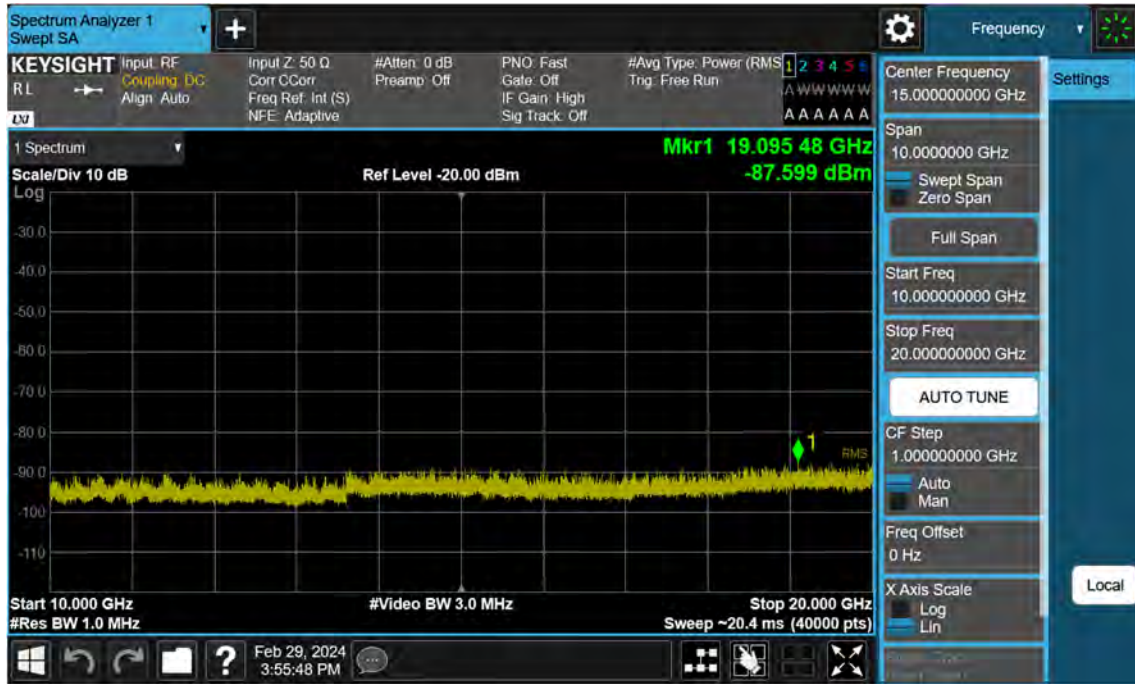 Spectrum Analyzer 1
Swept SA
Frequency
KEYSIGHT
RL
LXI
Input: RF
Coupling: DC
Align: Auto
Input Z: 50 Ω
Corr CCorr
Freq Ref: Int (S)
NFE: Adaptive
#Atten: 0 dB
Preamp: Off
PNO: Fast
Gate: Off
IF Gain: High
Sig Track: Off
#Avg Type: Power (RMS
Trig: Free Run
1 2 3 4 5 6
A W W W W W
A A A A A A
1 Spectrum
Mkr1 19.095 48 GHz
-87.599 dBm
Scale/Div 10 dB
Ref Level -20.00 dBm
Log
-30.0
-40.0
-50.0
-60.0
-70.0
-80.0
-90.0
-100
-110
1
RMS
Start 10.000 GHz
#Video BW 3.0 MHz
Stop 20.000 GHz
#Res BW 1.0 MHz
Sweep ~20.4 ms (40000 pts)
Feb 29, 2024
3:55:48 PM
?
Center Frequency
15.000000000 GHz
Settings
Span
10.0000000 GHz
Swept Span
Zero Span
Full Span
Start Freq
10.000000000 GHz
Stop Freq
20.000000000 GHz
AUTO TUNE
CF Step
1.000000000 GHz
Auto
Man
Freq Offset
0 Hz
X Axis Scale
Log
Lin
Local